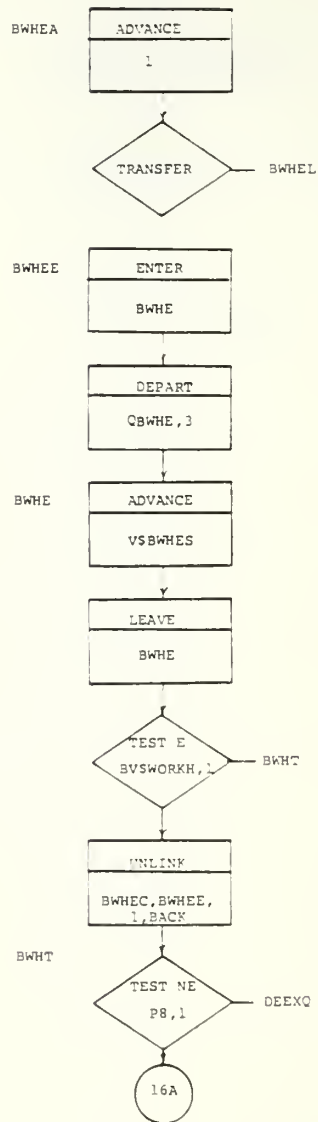 BWHEA
ADVANCE
1
TRANSFER
BWHEL
BWHEE
ENTER
BWHE
DEPART
QBWHE,3
BWHE
ADVANCE
V$BWHES
LEAVE
BWHE
TEST E
BV$WORKH,1
BWHT
UNLINK
BWHEC,BWHEE,
1,BACK
BWHT
TEST NE
P8,1
DEEXQ
16A